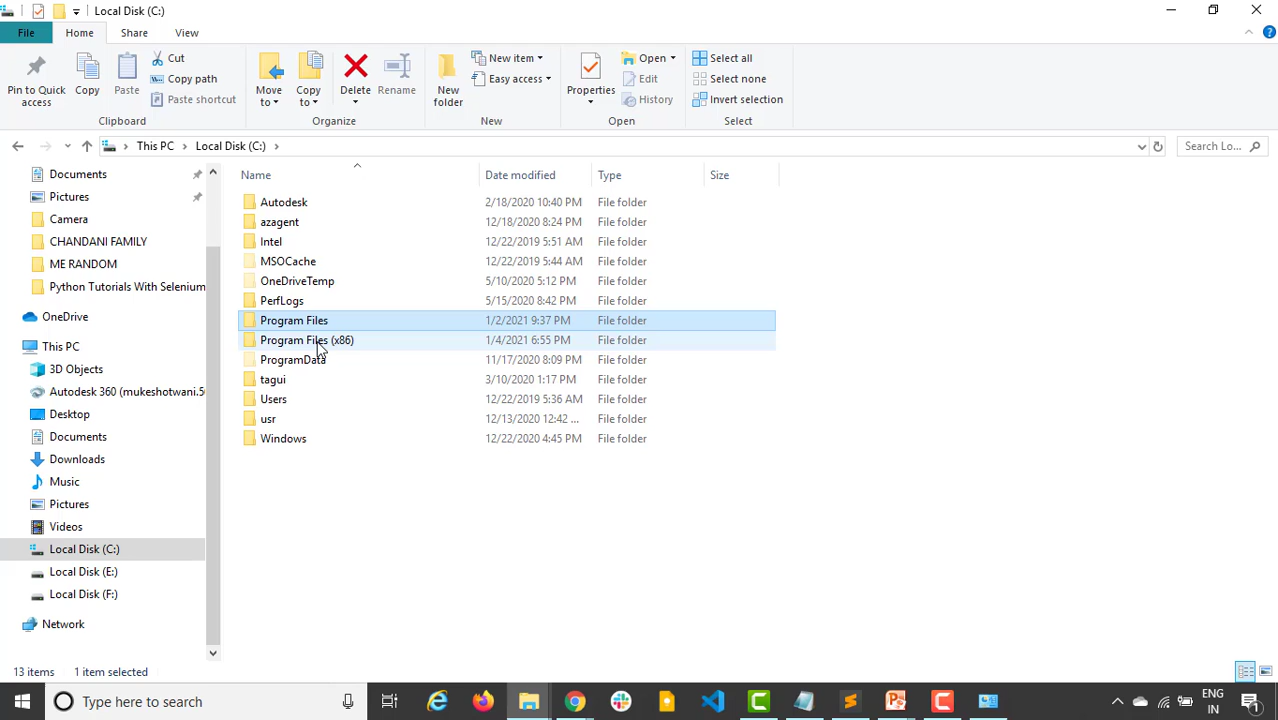 Local Disk (C:)
File Home Share View
Pin to Quick access
Copy
Paste
Cut
Copy path
Paste shortcut
Clipboard
Move to
Copy to
Delete
Rename
Organize
New folder
New item
Easy access
New
Properties
Open
Edit
History
Open
Select all
Select none
Invert selection
Select
This PC Local Disk (C:)
Search Lo...
Documents
Pictures
Camera
CHANDANI FAMILY
ME RANDOM
Python Tutorials With Selenium
OneDrive
This PC
3D Objects
Autodesk 360 (mukeshotwani.5
Desktop
Documents
Downloads
Music
Pictures
Videos
Local Disk (C:)
Local Disk (E:)
Local Disk (F:)
Network
Name Date modified Type Size
Autodesk 2/18/2020 10:40 PM File folder
azagent 12/18/2020 8:24 PM File folder
Intel 12/22/2019 5:51 AM File folder
MSOCache 12/22/2019 5:44 AM File folder
OneDriveTemp 5/10/2020 5:12 PM File folder
PerfLogs 5/15/2020 8:42 PM File folder
Program Files 1/2/2021 9:37 PM File folder
Program Files (x86) 1/4/2021 6:55 PM File folder
ProgramData 11/17/2020 8:09 PM File folder
tagui 3/10/2020 1:17 PM File folder
Users 12/22/2019 5:36 AM File folder
usr 12/13/2020 12:42 ... File folder
Windows 12/22/2020 4:45 PM File folder
13 items 1 item selected
Type here to search
ENG
IN
1